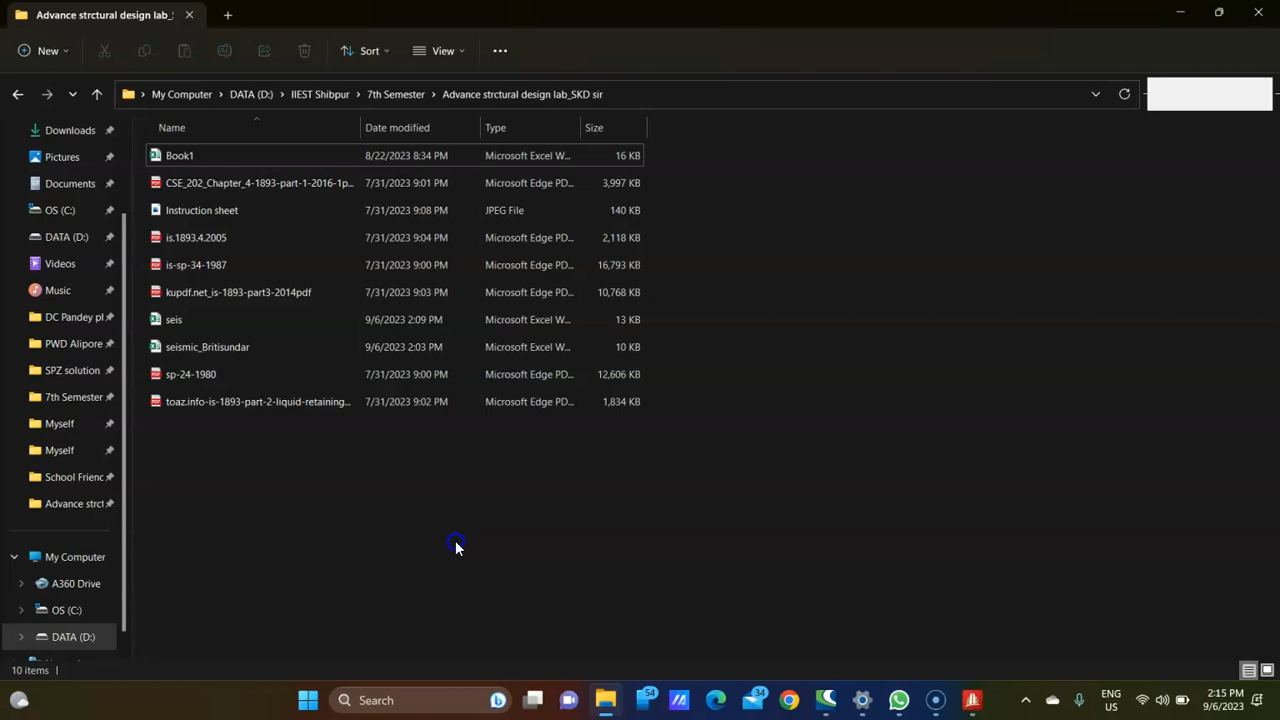 Advance strctural design lab_S
New
Sort
View
My Computer
DATA (D:)
IIEST Shibpur
7th Semester
Advance strctural design lab_SKD sir
Name
Date modified
Type
Size
Book1
8/22/2023 8:34 PM
Microsoft Excel W...
16 KB
CSE_202_Chapter_4-1893-part-1-2016-1p...
7/31/2023 9:01 PM
Microsoft Edge PD...
3,997 KB
Instruction sheet
7/31/2023 9:08 PM
JPEG File
140 KB
is.1893.4.2005
7/31/2023 9:04 PM
Microsoft Edge PD...
2,118 KB
is-sp-34-1987
7/31/2023 9:00 PM
Microsoft Edge PD...
16,793 KB
kupdf.net_is-1893-part3-2014pdf
7/31/2023 9:03 PM
Microsoft Edge PD...
10,768 KB
seis
9/6/2023 2:09 PM
Microsoft Excel W...
13 KB
seismic_Britisundar
9/6/2023 2:03 PM
Microsoft Excel W...
10 KB
sp-24-1980
7/31/2023 9:00 PM
Microsoft Edge PD...
12,606 KB
toaz.info-is-1893-part-2-liquid-retaining...
7/31/2023 9:02 PM
Microsoft Edge PD...
1,834 KB
Downloads
Pictures
Documents
OS (C:)
DATA (D:)
Videos
Music
DC Pandey pl
PWD Alipore
SPZ solution
7th Semester
Myself
Myself
School Frienc
Advance strct
My Computer
A360 Drive
OS (C:)
DATA (D:)
10 items
Search
54
34
ENG
US
2:15 PM
9/6/2023